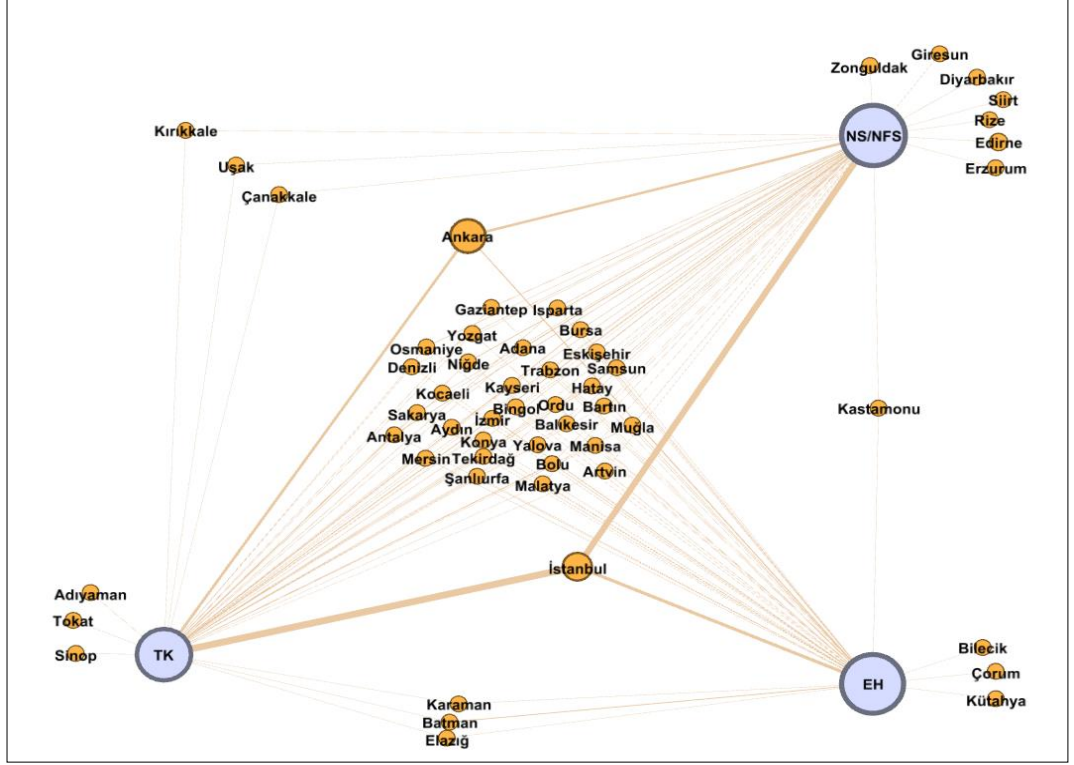 Giresun
Zonguldak
Diyarbakır
Siirt
Rize
NS/NFS
Edirne
Erzurum
Kırıkkale
Uşak
Çanakkale
Ankara
Gaziantep
Isparta
Yozgat
Bursa
Osmaniye
Adana
Eskişehir
Denizli
Niğde
Trabzon
Samsun
Kocaeli
Kayseri
Hatay
Sakarya
Bingol
Ordu
Bartın
Kastamonu
Antalya
Aydın
İzmir
Balıkesir
Muğla
Konya
Yalova
Manisa
Mersin
Tekirdağ
Bolu
Artvin
Şanlıurfa
Malatya
İstanbul
Adıyaman
Tokat
Sinop
TK
EH
Bilecik
Çorum
Kütahya
Karaman
Batman
Elazığ